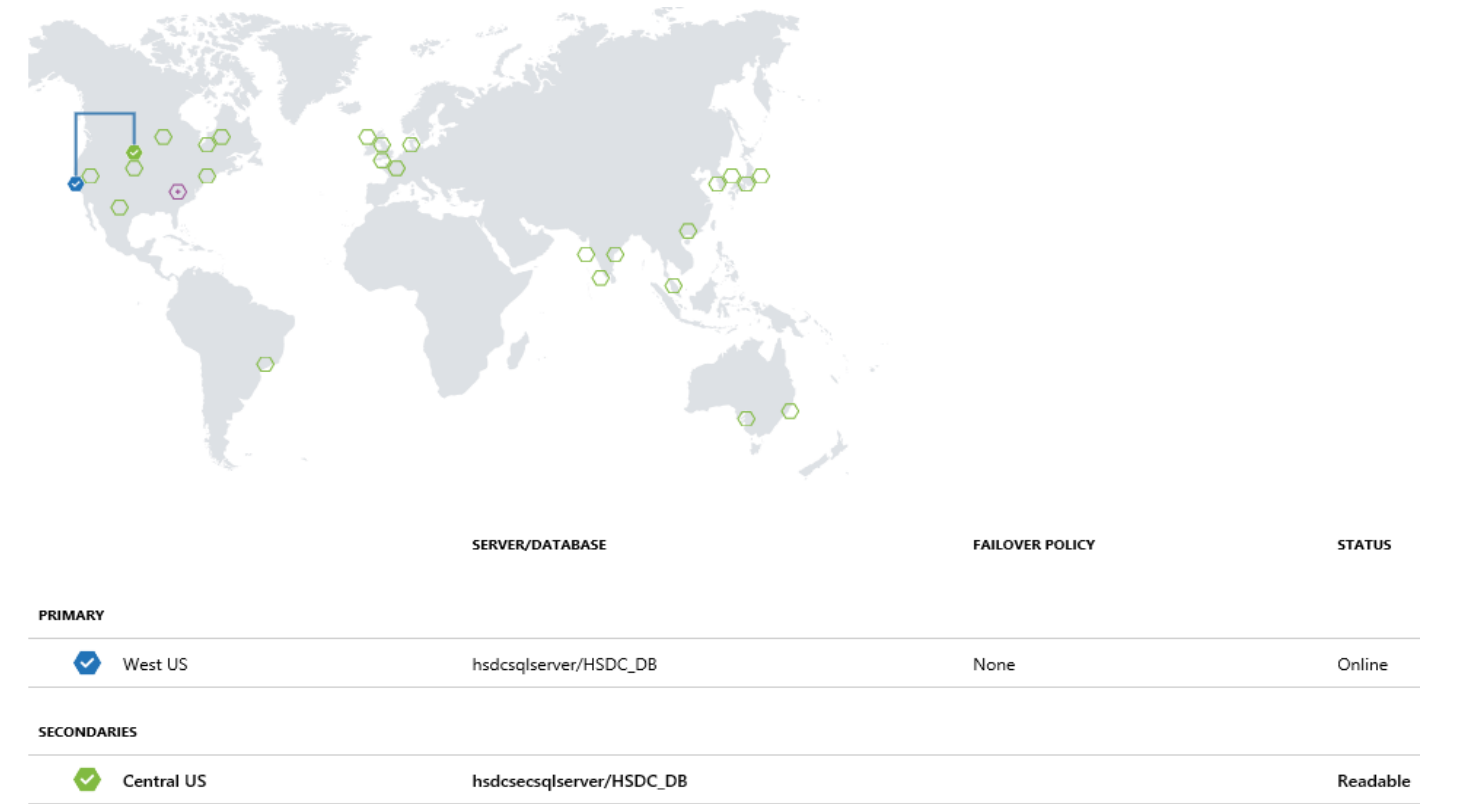 SERVER/DATABASE FAILOVER POLICY STATUS
PRIMARY
West US hsdcsqlserver/HSDC_DB None Online
SECONDARIES
Central US hsdcsecsqlserver/HSDC_DB Readable